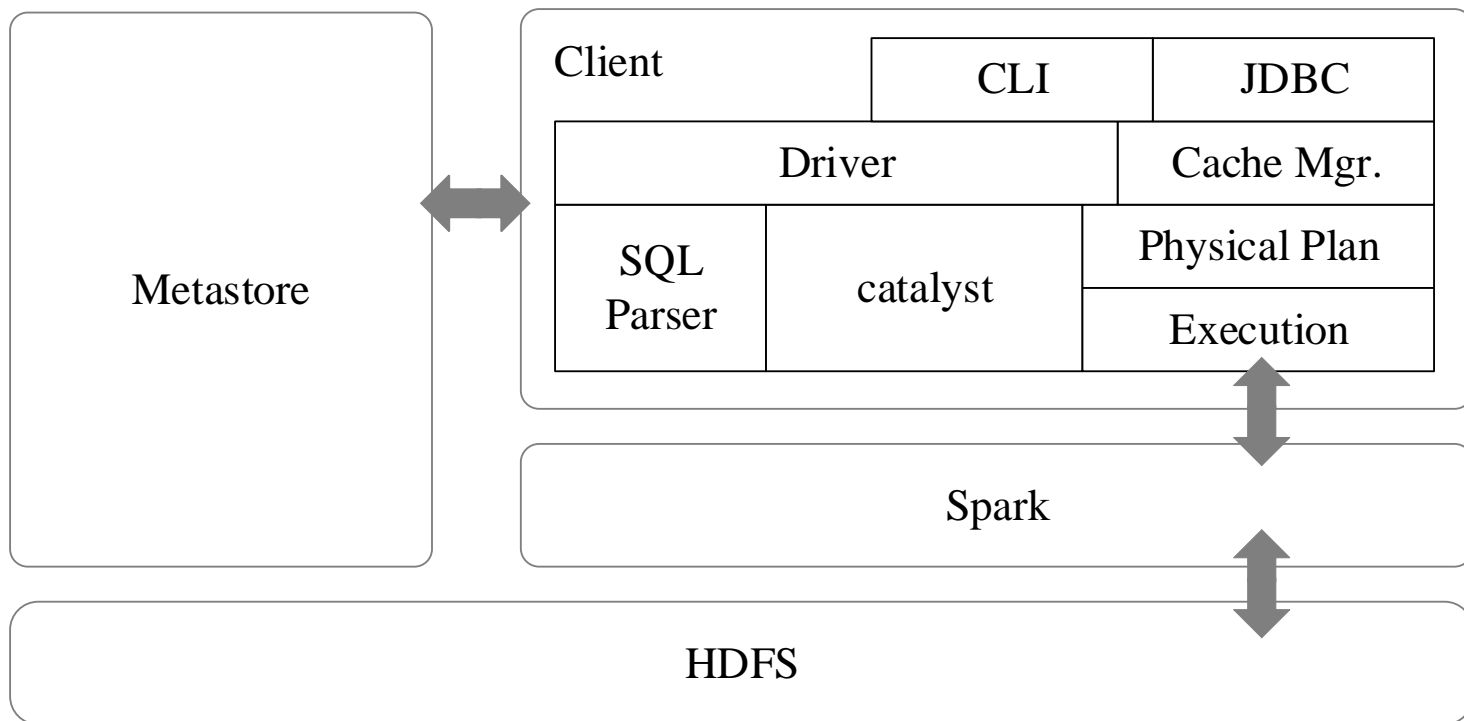 Client
CLI
JDBC
Driver
Cache Mgr.
Metastore
SQL
Parser
catalyst
Physical Plan
Execution
Spark
HDFS